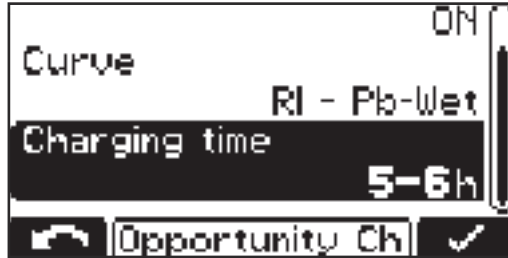 ON
Curve
RI - Pb-Wet
Charging time
5-6h
Opportunity Ch